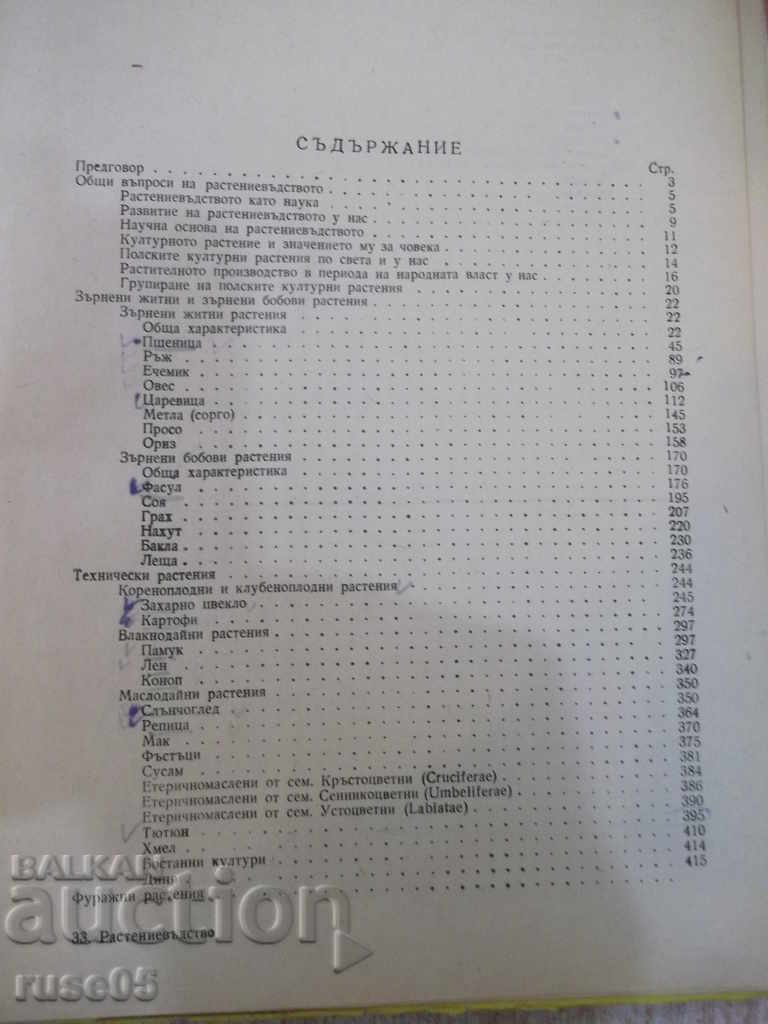 СЪДЪРЖАНИЕ
Стр.
Предговор 3
Общи въпроси на растениевъдството 5
Растениевъдството като наука 5
Развитие на растениевъдството у нас 9
Научна основа на растениевъдството 11
Културното растение и значението му за човека 12
Полските културни растения по света и у нас 14
Растителното производство в периода на народната власт у нас 16
Групиране на полските културни растения 20
Зърнени житни и зърнени бобови растения 22
Зърнени житни растения 22
Обща характеристика 22
Пшеница 45
Ръж 89
Ечемик 97
Овес 106
Царевица 112
Метла (сорго) 145
Просо 153
Ориз 158
Зърнени бобови растения 170
Обща характеристика 170
Фасул 176
Соя 195
Грах 207
Нахут 220
Бакла 230
Леща 236
Технически растения 244
Кореноплодни и клубеноплодни растения 244
Захарно цвекло 245
Картофи 274
Влакнодайни растения 297
Памук 297
Лен 327
Коноп 340
Маслодайни растения 350
Слънчоглед 350
Репица 364
Мак 370
Фъстъци 375
Сусам 381
Етеричномаслени от сем. Кръстоцветни (Cruciferae) 384
Етеричномаслени от сем. Сенникоцветни (Umbeliferae) 386
Етеричномаслени от сем. Устоцветни (Labiatae) 390
Тютюн 395
Хмел 410
Бостанни култури 414
Дини 415
Фуражни растения
33. Растениевъдство
BALKAN
auction
ruse05